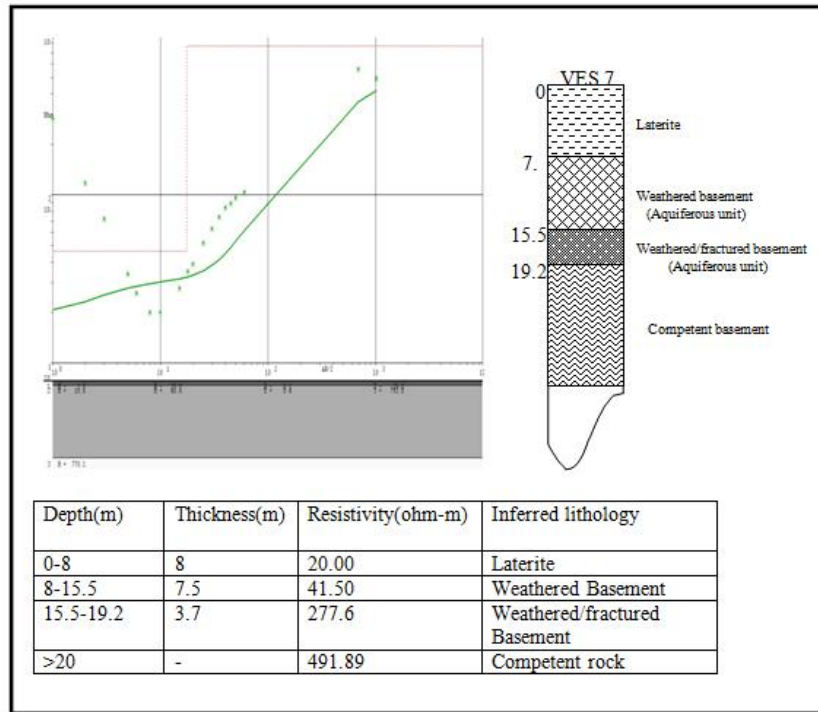 VES 7
0
Laterite
7.
Weathered basement
(Aquiferous unit)
15.5
Weathered/fractured basement
(Aquiferous unit)
19.2
Competent basement
Depth(m) Thickness(m) Resistivity(ohm-m) Inferred lithology
0-8 8 20.00 Laterite
8-15.5 7.5 41.50 Weathered Basement
15.5-19.2 3.7 277.6 Weathered/fractured
Basement
>20 - 491.89 Competent rock